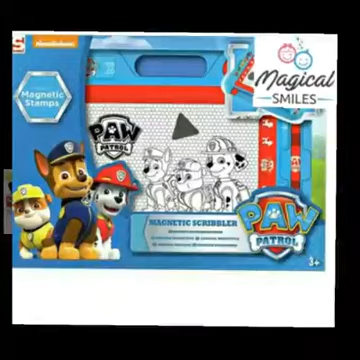 nickelodeon
Magnetic
Stamps
Magical
SMILES
PAW
PATROL
MAGNETIC SCRIBBLER
PAW
PATROL
3+